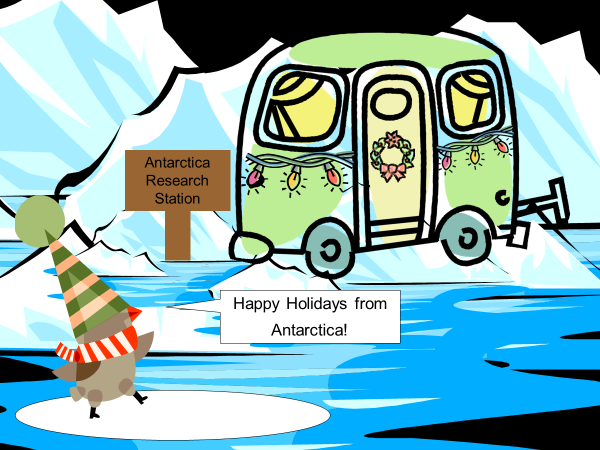 Antarctica
Research
Station
Happy Holidays from
Antarctica!